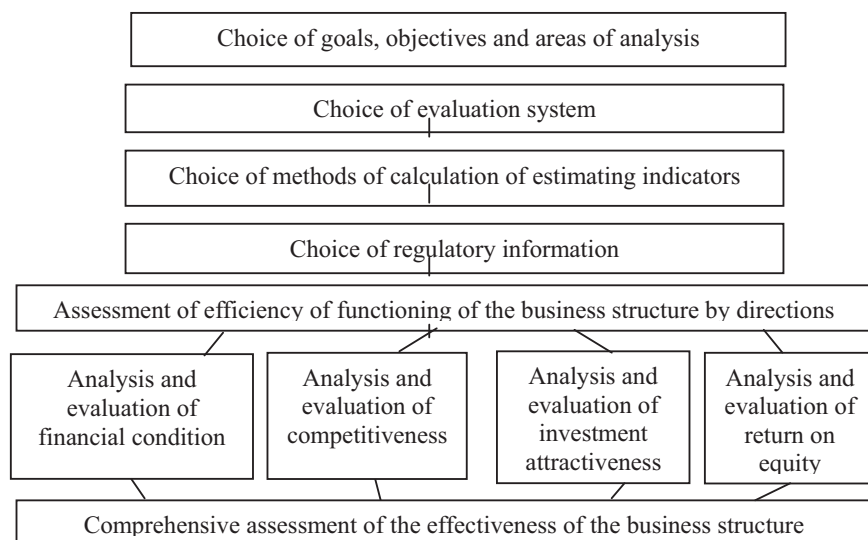 Choice of goals, objectives and areas of analysis
Choice of evaluation system
Choice of methods of calculation of estimating indicators
Choice of regulatory information
Assessment of efficiency of functioning of the business structure by directions
Analysis and
evaluation of
financial condition
Analysis and
evaluation of
competitiveness
Analysis and
evaluation of
investment
attractiveness
Analysis and
evaluation of
return on
equity
Comprehensive assessment of the effectiveness of the business structure